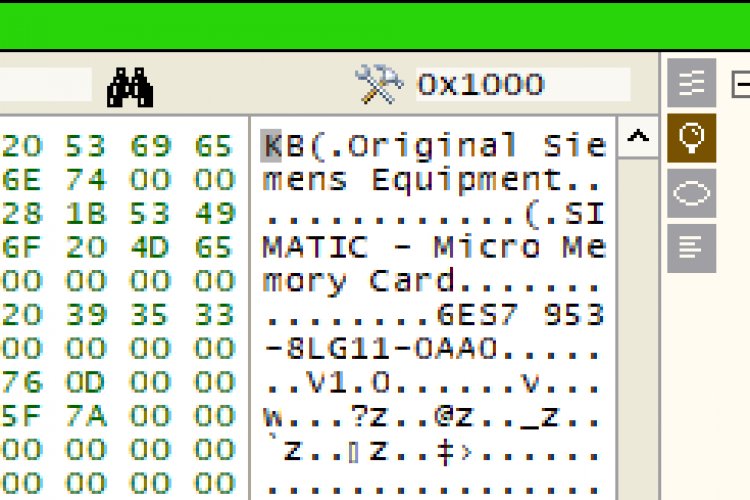 0x1000
20 53 69 65 KB(.Original Sie
6E 74 00 00 mens Equipment..
28 1B 53 49 ............(.SI
6F 20 4D 65 MATIC - Micro Me
00 00 00 00 mory Card.......
20 39 35 33 ........6ES7 953
00 00 00 00 -8LG11-0AA0.....
76 0D 00 00 ..V1.0......v...
5F 7A 00 00 w...?z..@z.._z..
00 00 00 00 `z..▯z..‡›......
00 00 00 00 ................